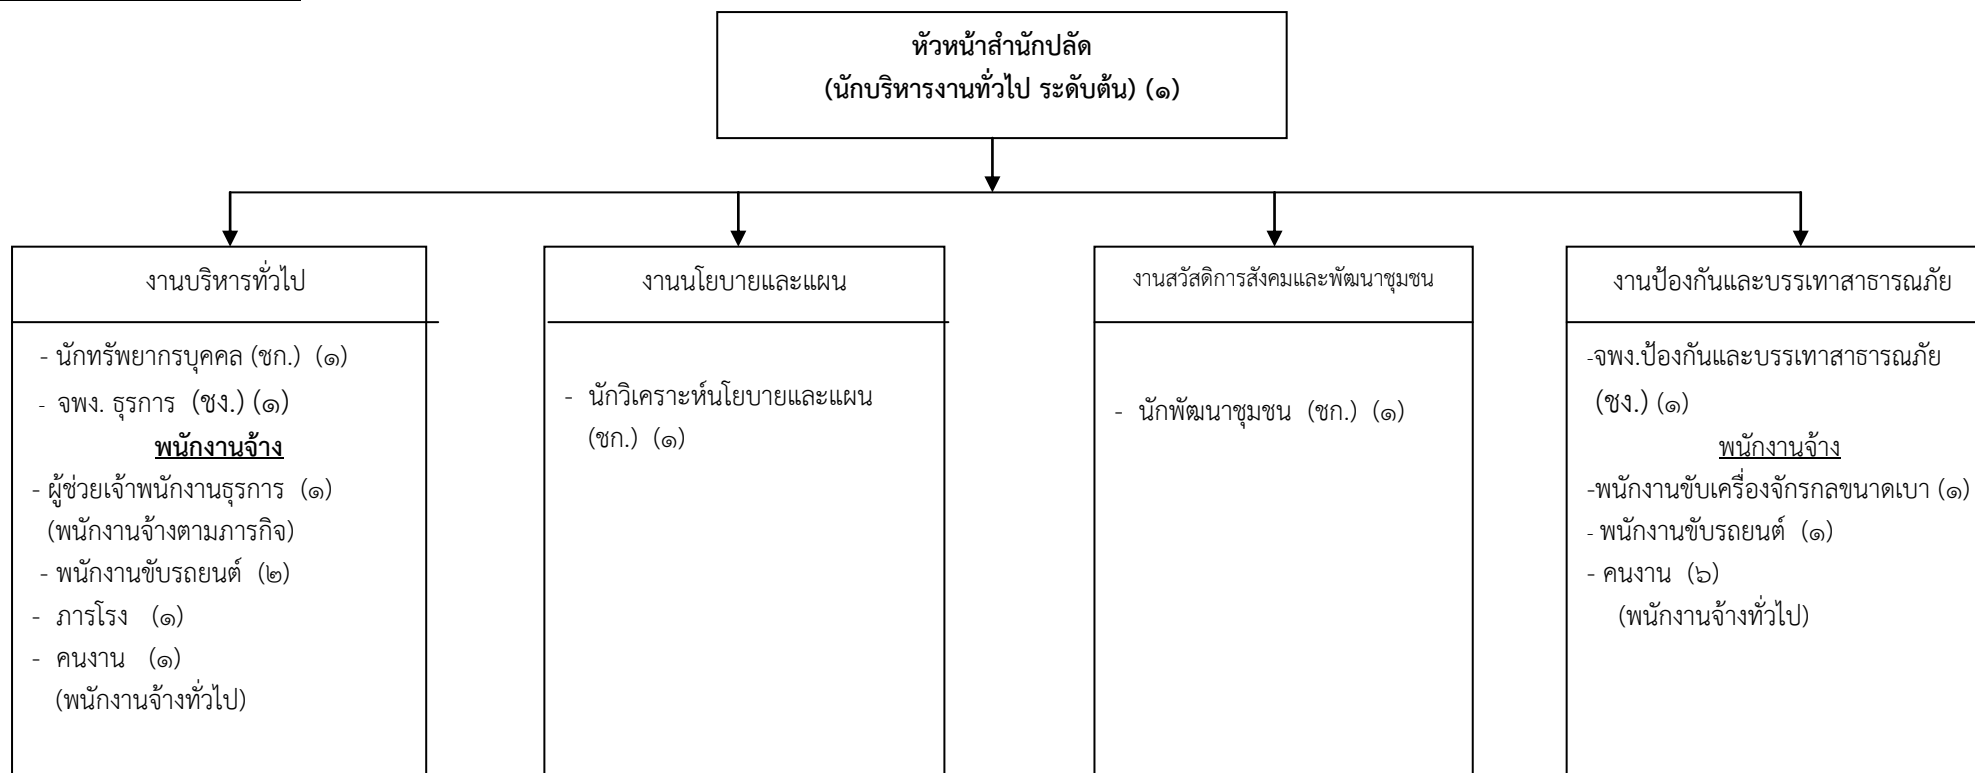 หัวหน้าสำนักปลัด
(นักบริหารงานทั่วไป ระดับต้น) (๑)
งานบริหารทั่วไป
- นักทรัพยากรบุคคล (ชก.) (๑)
- จพง. ธุรการ (ชง.) (๑)
พนักงานจ้าง
- ผู้ช่วยเจ้าพนักงานธุรการ (๑)
(พนักงานจ้างตามภารกิจ)
- พนักงานขับรถยนต์ (๒)
- ภารโรง (๑)
- คนงาน (๑)
(พนักงานจ้างทั่วไป)
งานนโยบายและแผน
- นักวิเคราะห์นโยบายและแผน
(ชก.) (๑)
งานสวัสดิการสังคมและพัฒนาชุมชน
- นักพัฒนาชุมชน (ชก.) (๑)
งานป้องกันและบรรเทาสาธารณภัย
-จพง.ป้องกันและบรรเทาสาธารณภัย
(ชง.) (๑)
พนักงานจ้าง
-พนักงานขับเครื่องจักรกลขนาดเบา (๑)
- พนักงานขับรถยนต์ (๑)
- คนงาน (๖)
(พนักงานจ้างทั่วไป)